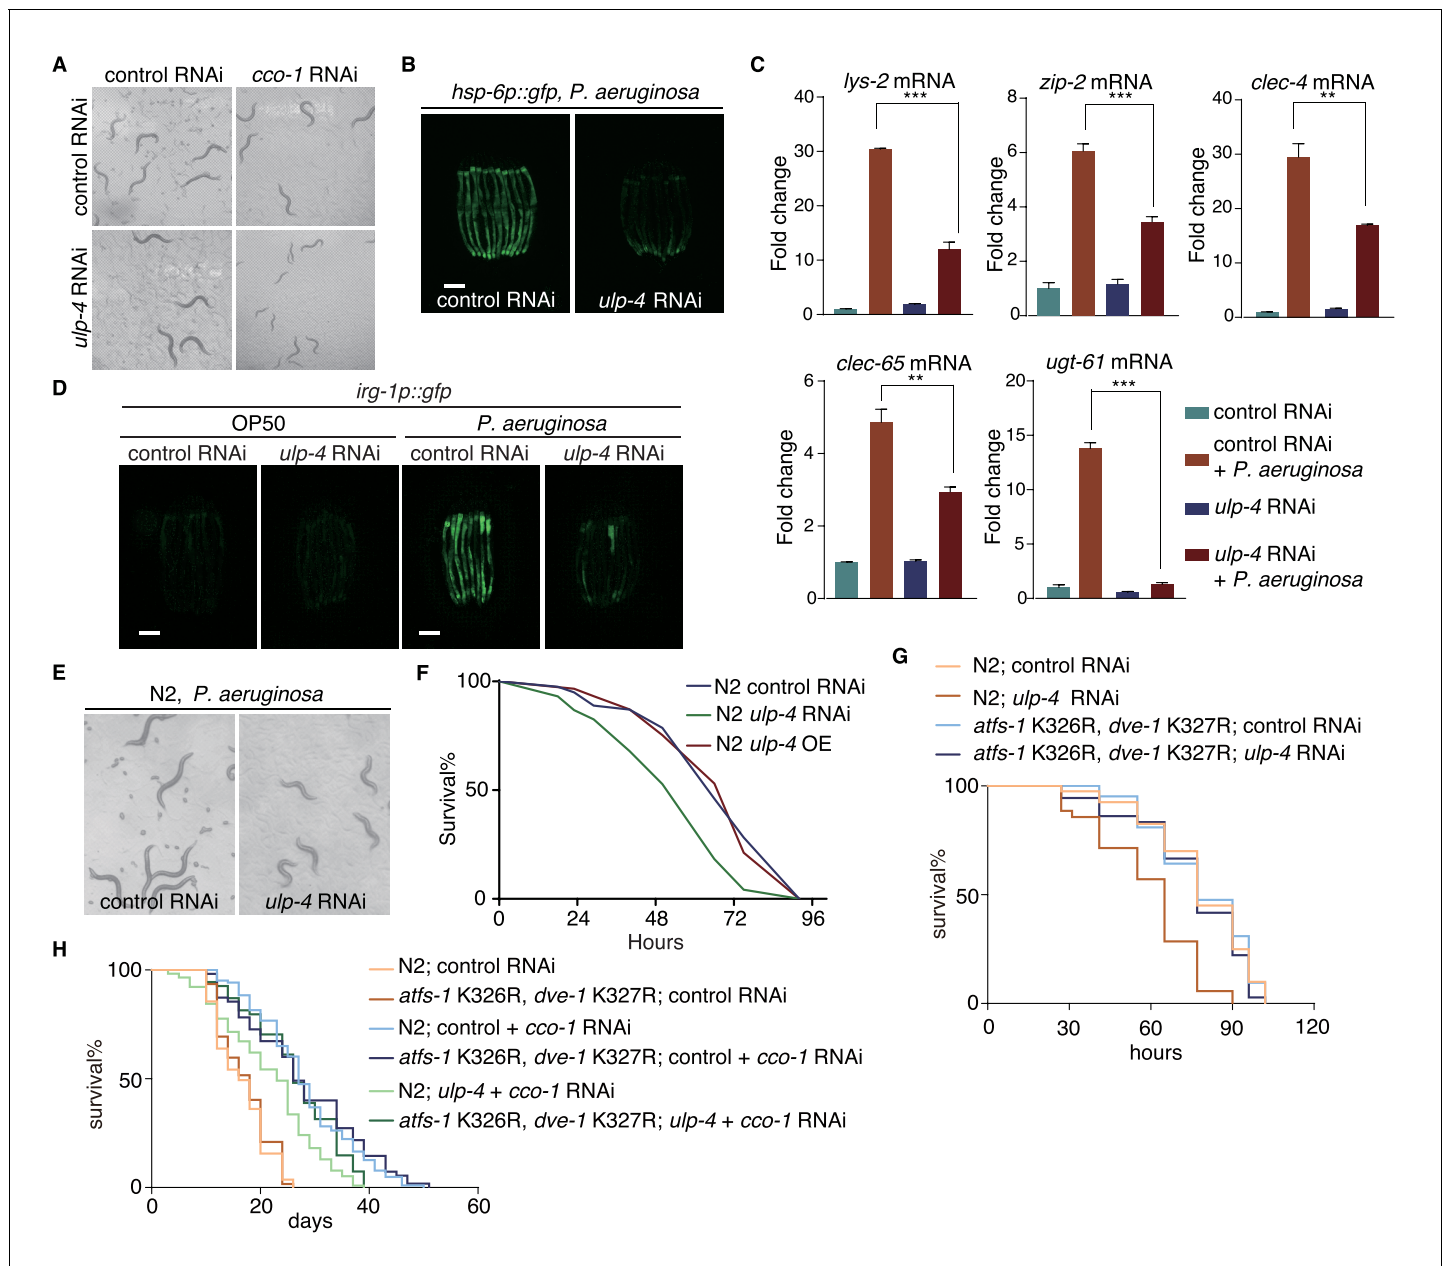 A
control RNAi
cco-1 RNAi
control RNAi
ulp-4 RNAi
B
hsp-6p::gfp, P. aeruginosa
control RNAi
ulp-4 RNAi
C
lys-2 mRNA
***
Fold change
40
30
20
10
0
zip-2 mRNA
***
Fold change
8
6
4
2
0
clec-4 mRNA
**
Fold change
40
30
20
10
0
clec-65 mRNA
**
Fold change
6
4
2
0
ugt-61 mRNA
***
Fold change
20
15
10
5
0
control RNAi
control RNAi
+ P. aeruginosa
ulp-4 RNAi
ulp-4 RNAi
+ P. aeruginosa
D
irg-1p::gfp
OP50
P. aeruginosa
control RNAi
ulp-4 RNAi
control RNAi
ulp-4 RNAi
E
N2, P. aeruginosa
control RNAi
ulp-4 RNAi
F
N2 control RNAi
N2 ulp-4 RNAi
N2 ulp-4 OE
Survival%
100
50
0
0 24 48 72 96
Hours
G
N2; control RNAi
N2; ulp-4 RNAi
atfs-1 K326R, dve-1 K327R; control RNAi
atfs-1 K326R, dve-1 K327R; ulp-4 RNAi
survival%
100
50
0
0 30 60 90 120
hours
H
N2; control RNAi
atfs-1 K326R, dve-1 K327R; control RNAi
N2; control + cco-1 RNAi
atfs-1 K326R, dve-1 K327R; control + cco-1 RNAi
N2; ulp-4 + cco-1 RNAi
atfs-1 K326R, dve-1 K327R; ulp-4 + cco-1 RNAi
survival%
100
50
0
0 20 40 60
days